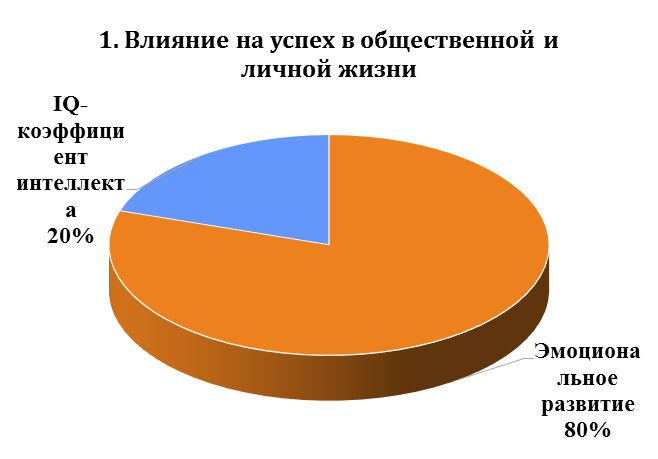 1. Влияние на успех в общественной и
личной жизни
IQ-
коэффици
ент
интеллект
а
20%
Эмоциона
льное
развитие
80%